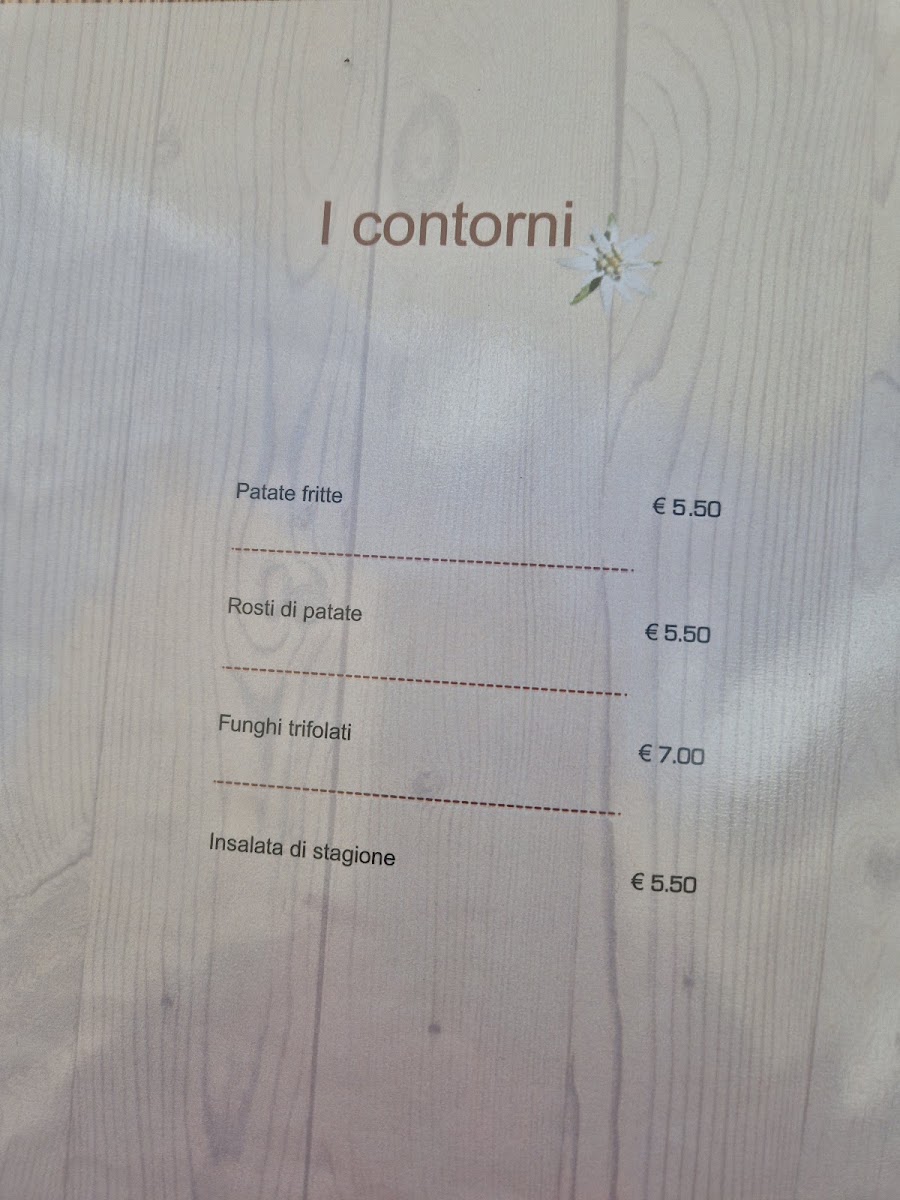 I contorni
Patate fritte € 5.50
Rosti di patate € 5.50
Funghi trifolati € 7.00
Insalata di stagione € 5.50